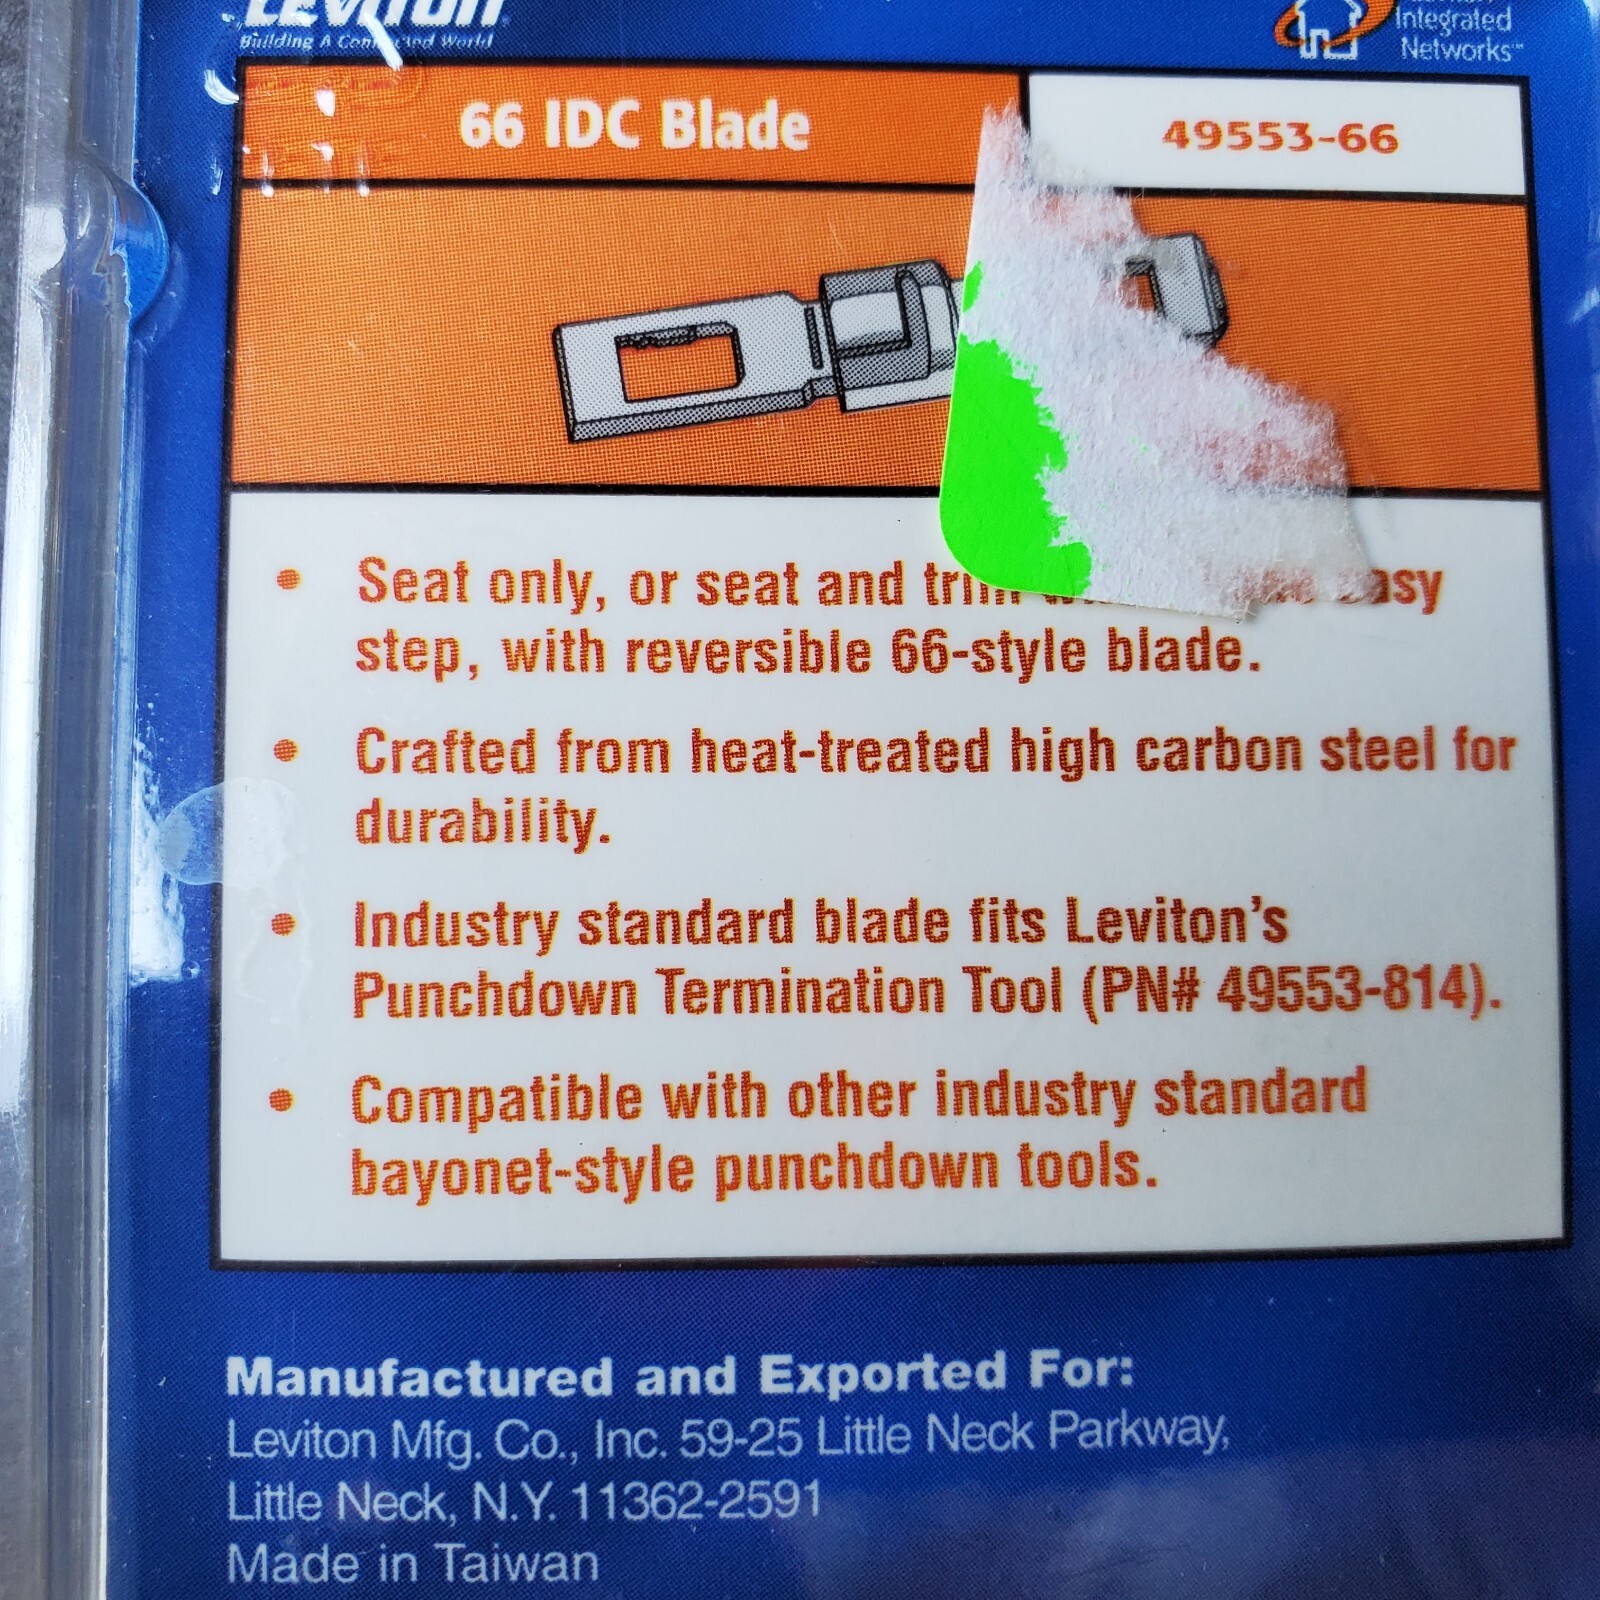 Leviton
Building A Connected World
Integrated
Networks™
66 IDC Blade
49553-66
• Seat only, or seat and trim easy
step, with reversible 66-style blade.
• Crafted from heat-treated high carbon steel for
durability.
• Industry standard blade fits Leviton's
Punchdown Termination Tool (PN# 49553-814).
• Compatible with other industry standard
bayonet-style punchdown tools.
Manufactured and Exported For:
Leviton Mfg. Co., Inc. 59-25 Little Neck Parkway,
Little Neck, N.Y. 11362-2591
Made in Taiwan